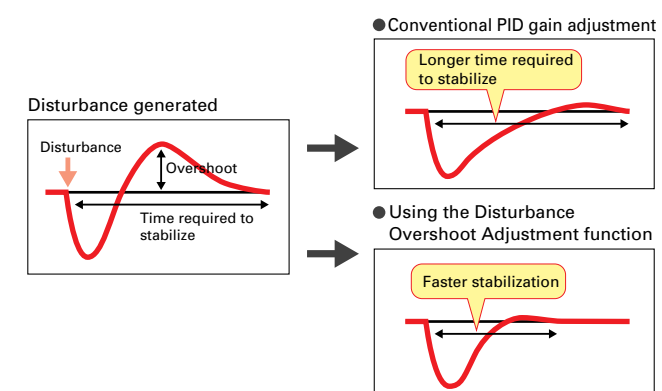 Disturbance generated
Disturbance
Overshoot
Time required to
stabilize
●Conventional PID gain adjustment
Longer time required
to stabilize
●Using the Disturbance
Overshoot Adjustment function
Faster stabilization